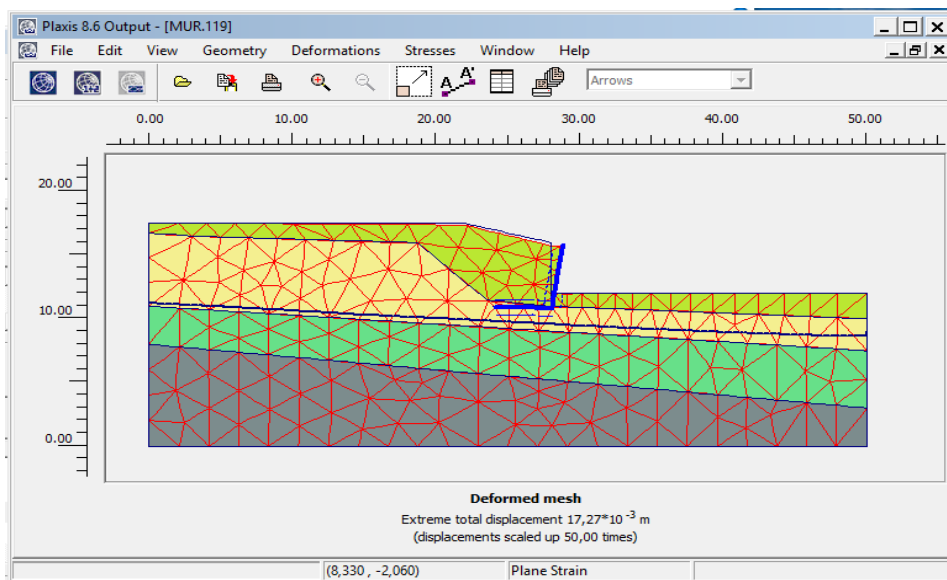 Plaxis 8.6 Output - [MUR.119]
File Edit View Geometry Deformations Stresses Window Help
A A' Arrows
0.00 10.00 20.00 30.00 40.00 50.00
20.00
10.00
0.00
Deformed mesh
Extreme total displacement 17,27*10 -3 m
(displacements scaled up 50,00 times)
(8,330 , -2,060) Plane Strain